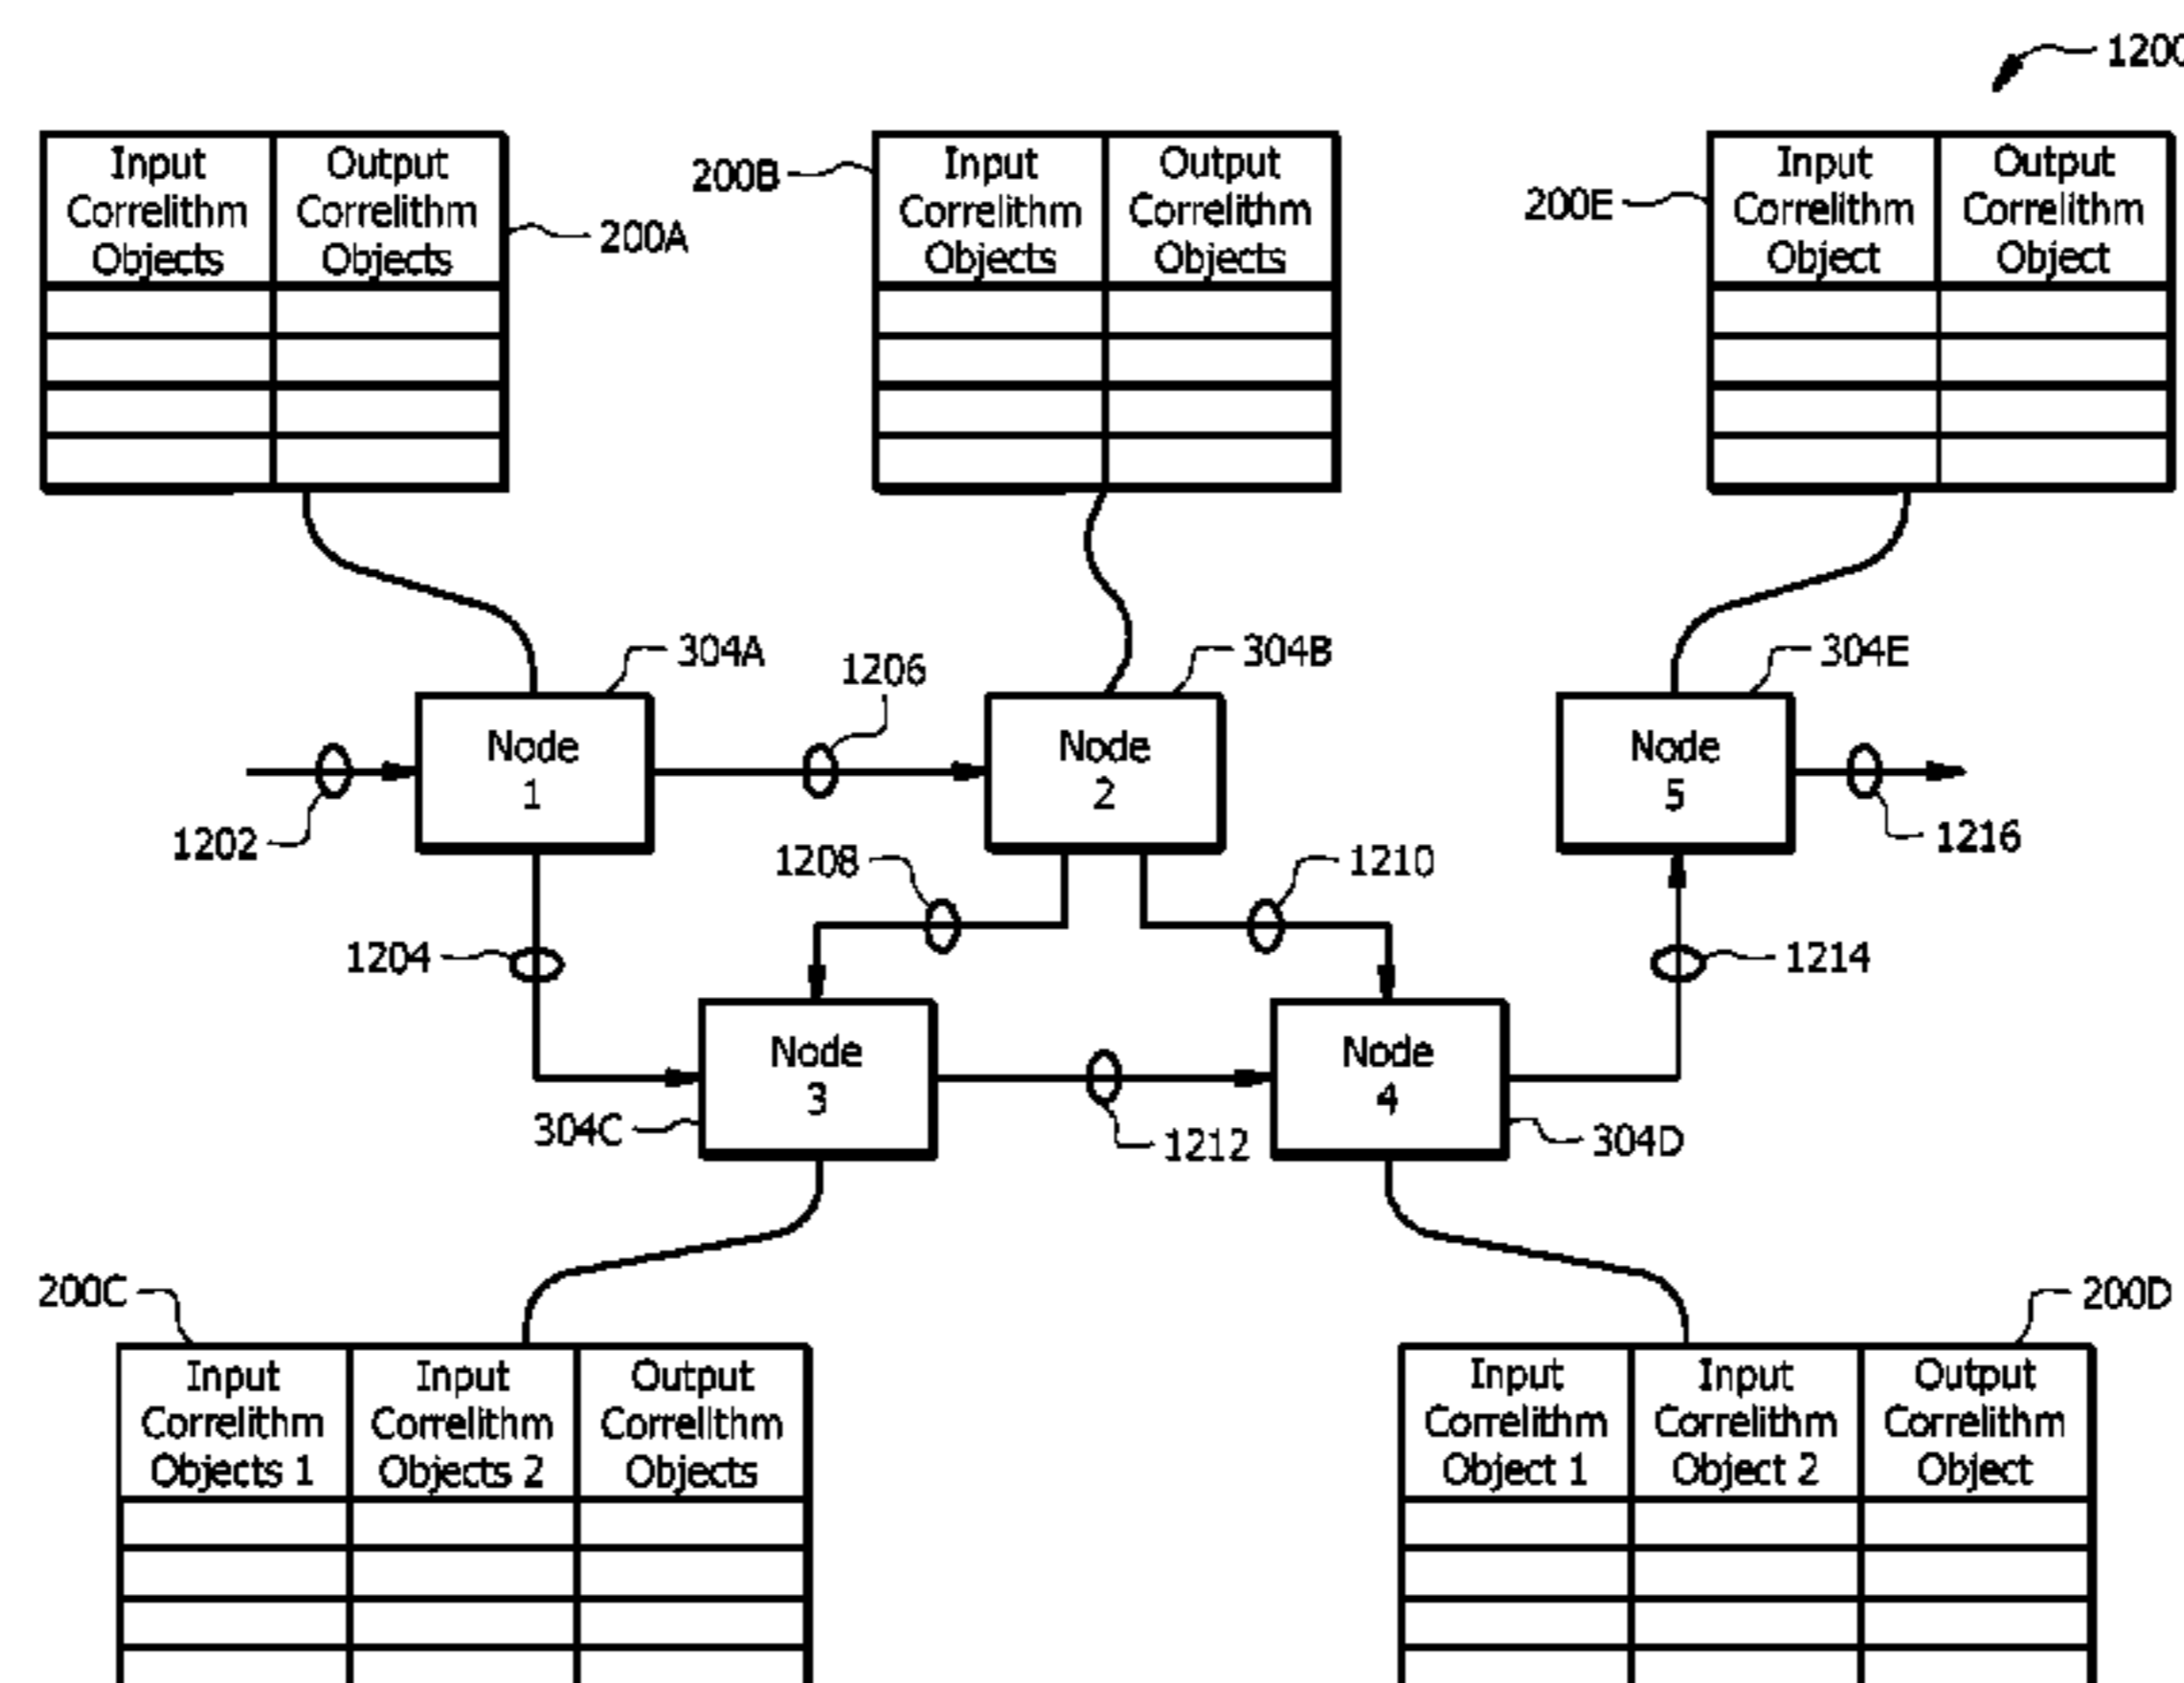 1200
Input
Correlithm
Objects
Output
Correlithm
Objects
200A
200B
Input
Correlithm
Objects
Output
Correlithm
Objects
200E
Input
Correlithm
Object
Output
Correlithm
Object
304A
1206
304B
304E
Node
1
Node
2
Node
5
1202
1208
1210
1216
1204
1214
Node
3
Node
4
304C
1212
304D
200C
200D
Input
Correlithm
Objects 1
Input
Correlithm
Objects 2
Output
Correlithm
Objects
Input
Correlithm
Object 1
Input
Correlithm
Object 2
Output
Correlithm
Object